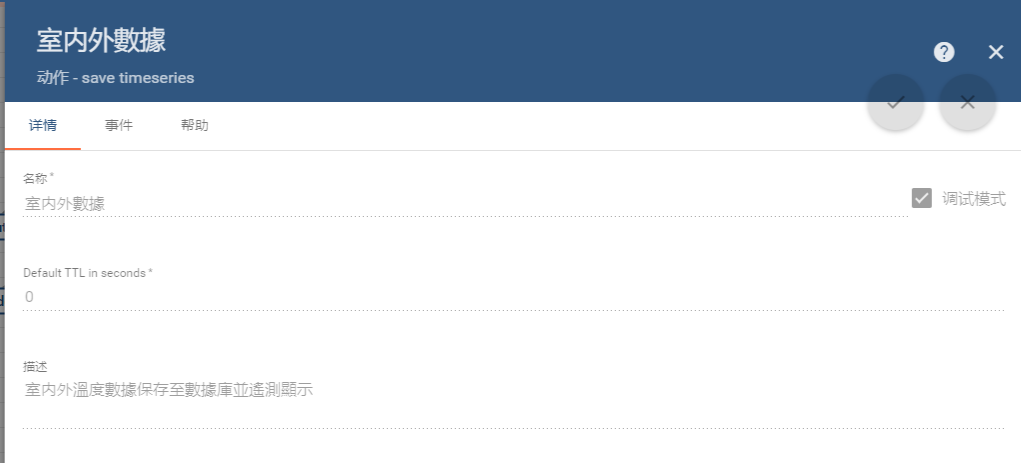 室内外數據
动作 - save timeseries
详情 事件 帮助
名称 *
室内外數據
调试模式
Default TTL in seconds *
0
描述
室内外溫度數據保存至數據庫並遙測顯示